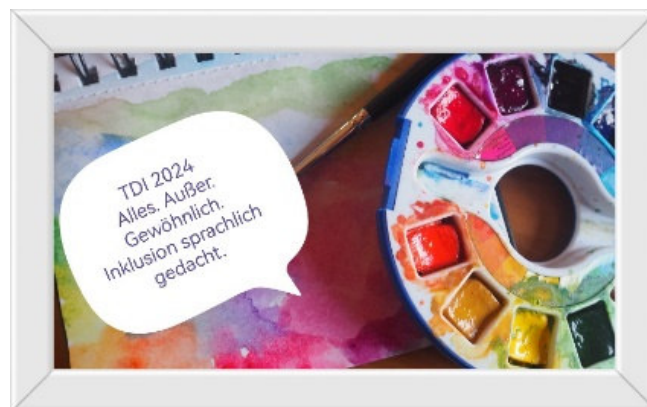 TDI 2024
Alles. Außer.
Gewöhnlich.
Inklusion sprachlich
gedacht.